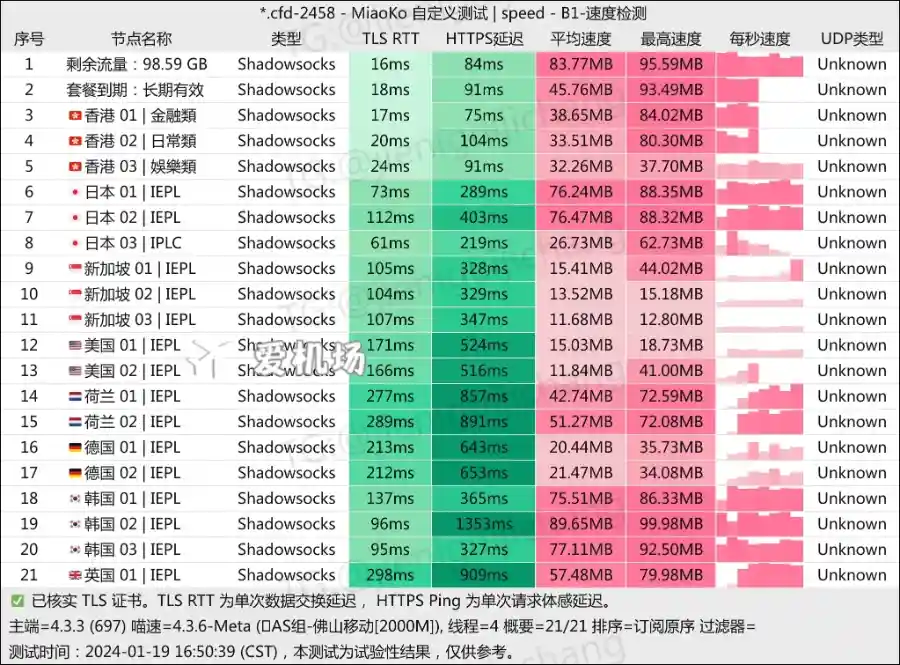 *.cfd-2458 - MiaoKo 自定义测试 | speed - B1-速度检测
序号 节点名称 类型 TLS RTT HTTPS延迟 平均速度 最高速度 每秒速度 UDP类型
1 剩余流量：98.59 GB Shadowsocks 16ms 84ms 83.77MB 95.59MB Unknown
2 套餐到期：长期有效 Shadowsocks 18ms 91ms 45.76MB 93.49MB Unknown
3 香港 01 | 金融類 Shadowsocks 17ms 75ms 38.65MB 84.02MB Unknown
4 香港 02 | 日常類 Shadowsocks 20ms 104ms 33.51MB 80.30MB Unknown
5 香港 03 | 娛樂類 Shadowsocks 24ms 91ms 32.26MB 37.70MB Unknown
6 日本 01 | IEPL Shadowsocks 73ms 289ms 76.24MB 88.35MB Unknown
7 日本 02 | IEPL Shadowsocks 112ms 403ms 76.47MB 88.32MB Unknown
8 日本 03 | IPLC Shadowsocks 61ms 219ms 26.73MB 62.73MB Unknown
9 新加坡 01 | IEPL Shadowsocks 105ms 328ms 15.41MB 44.02MB Unknown
10 新加坡 02 | IEPL Shadowsocks 104ms 329ms 13.52MB 15.18MB Unknown
11 新加坡 03 | IEPL Shadowsocks 107ms 347ms 11.68MB 12.80MB Unknown
12 美国 01 | IEPL Shadowsocks 171ms 524ms 15.03MB 18.73MB Unknown
爱机场
13 美国 02 | IEPL Shadowsocks 166ms 516ms 11.84MB 41.00MB Unknown
14 荷兰 01 | IEPL Shadowsocks 277ms 857ms 42.74MB 72.59MB Unknown
15 荷兰 02 | IEPL Shadowsocks 289ms 891ms 51.27MB 72.08MB Unknown
16 德国 01 | IEPL Shadowsocks 213ms 643ms 20.44MB 35.73MB Unknown
17 德国 02 | IEPL Shadowsocks 212ms 653ms 21.47MB 34.08MB Unknown
18 韩国 01 | IEPL Shadowsocks 137ms 365ms 75.51MB 86.33MB Unknown
19 韩国 02 | IEPL Shadowsocks 96ms 1353ms 89.65MB 99.98MB Unknown
20 韩国 03 | IEPL Shadowsocks 95ms 327ms 77.11MB 92.50MB Unknown
21 英国 01 | IEPL Shadowsocks 298ms 909ms 57.48MB 79.98MB Unknown
✅ 已核实 TLS 证书。TLS RTT 为单次数据交换延迟 ，HTTPS Ping 为单次请求体感延迟。
主端=4.3.3 (697) 喵速=4.3.6-Meta (▯AS组-佛山移动[2000M]), 线程=4 概要=21/21 排序=订阅原序 过滤器=
测试时间：2024-01-19 16:50:39 (CST)，本测试为试验性结果，仅供参考。